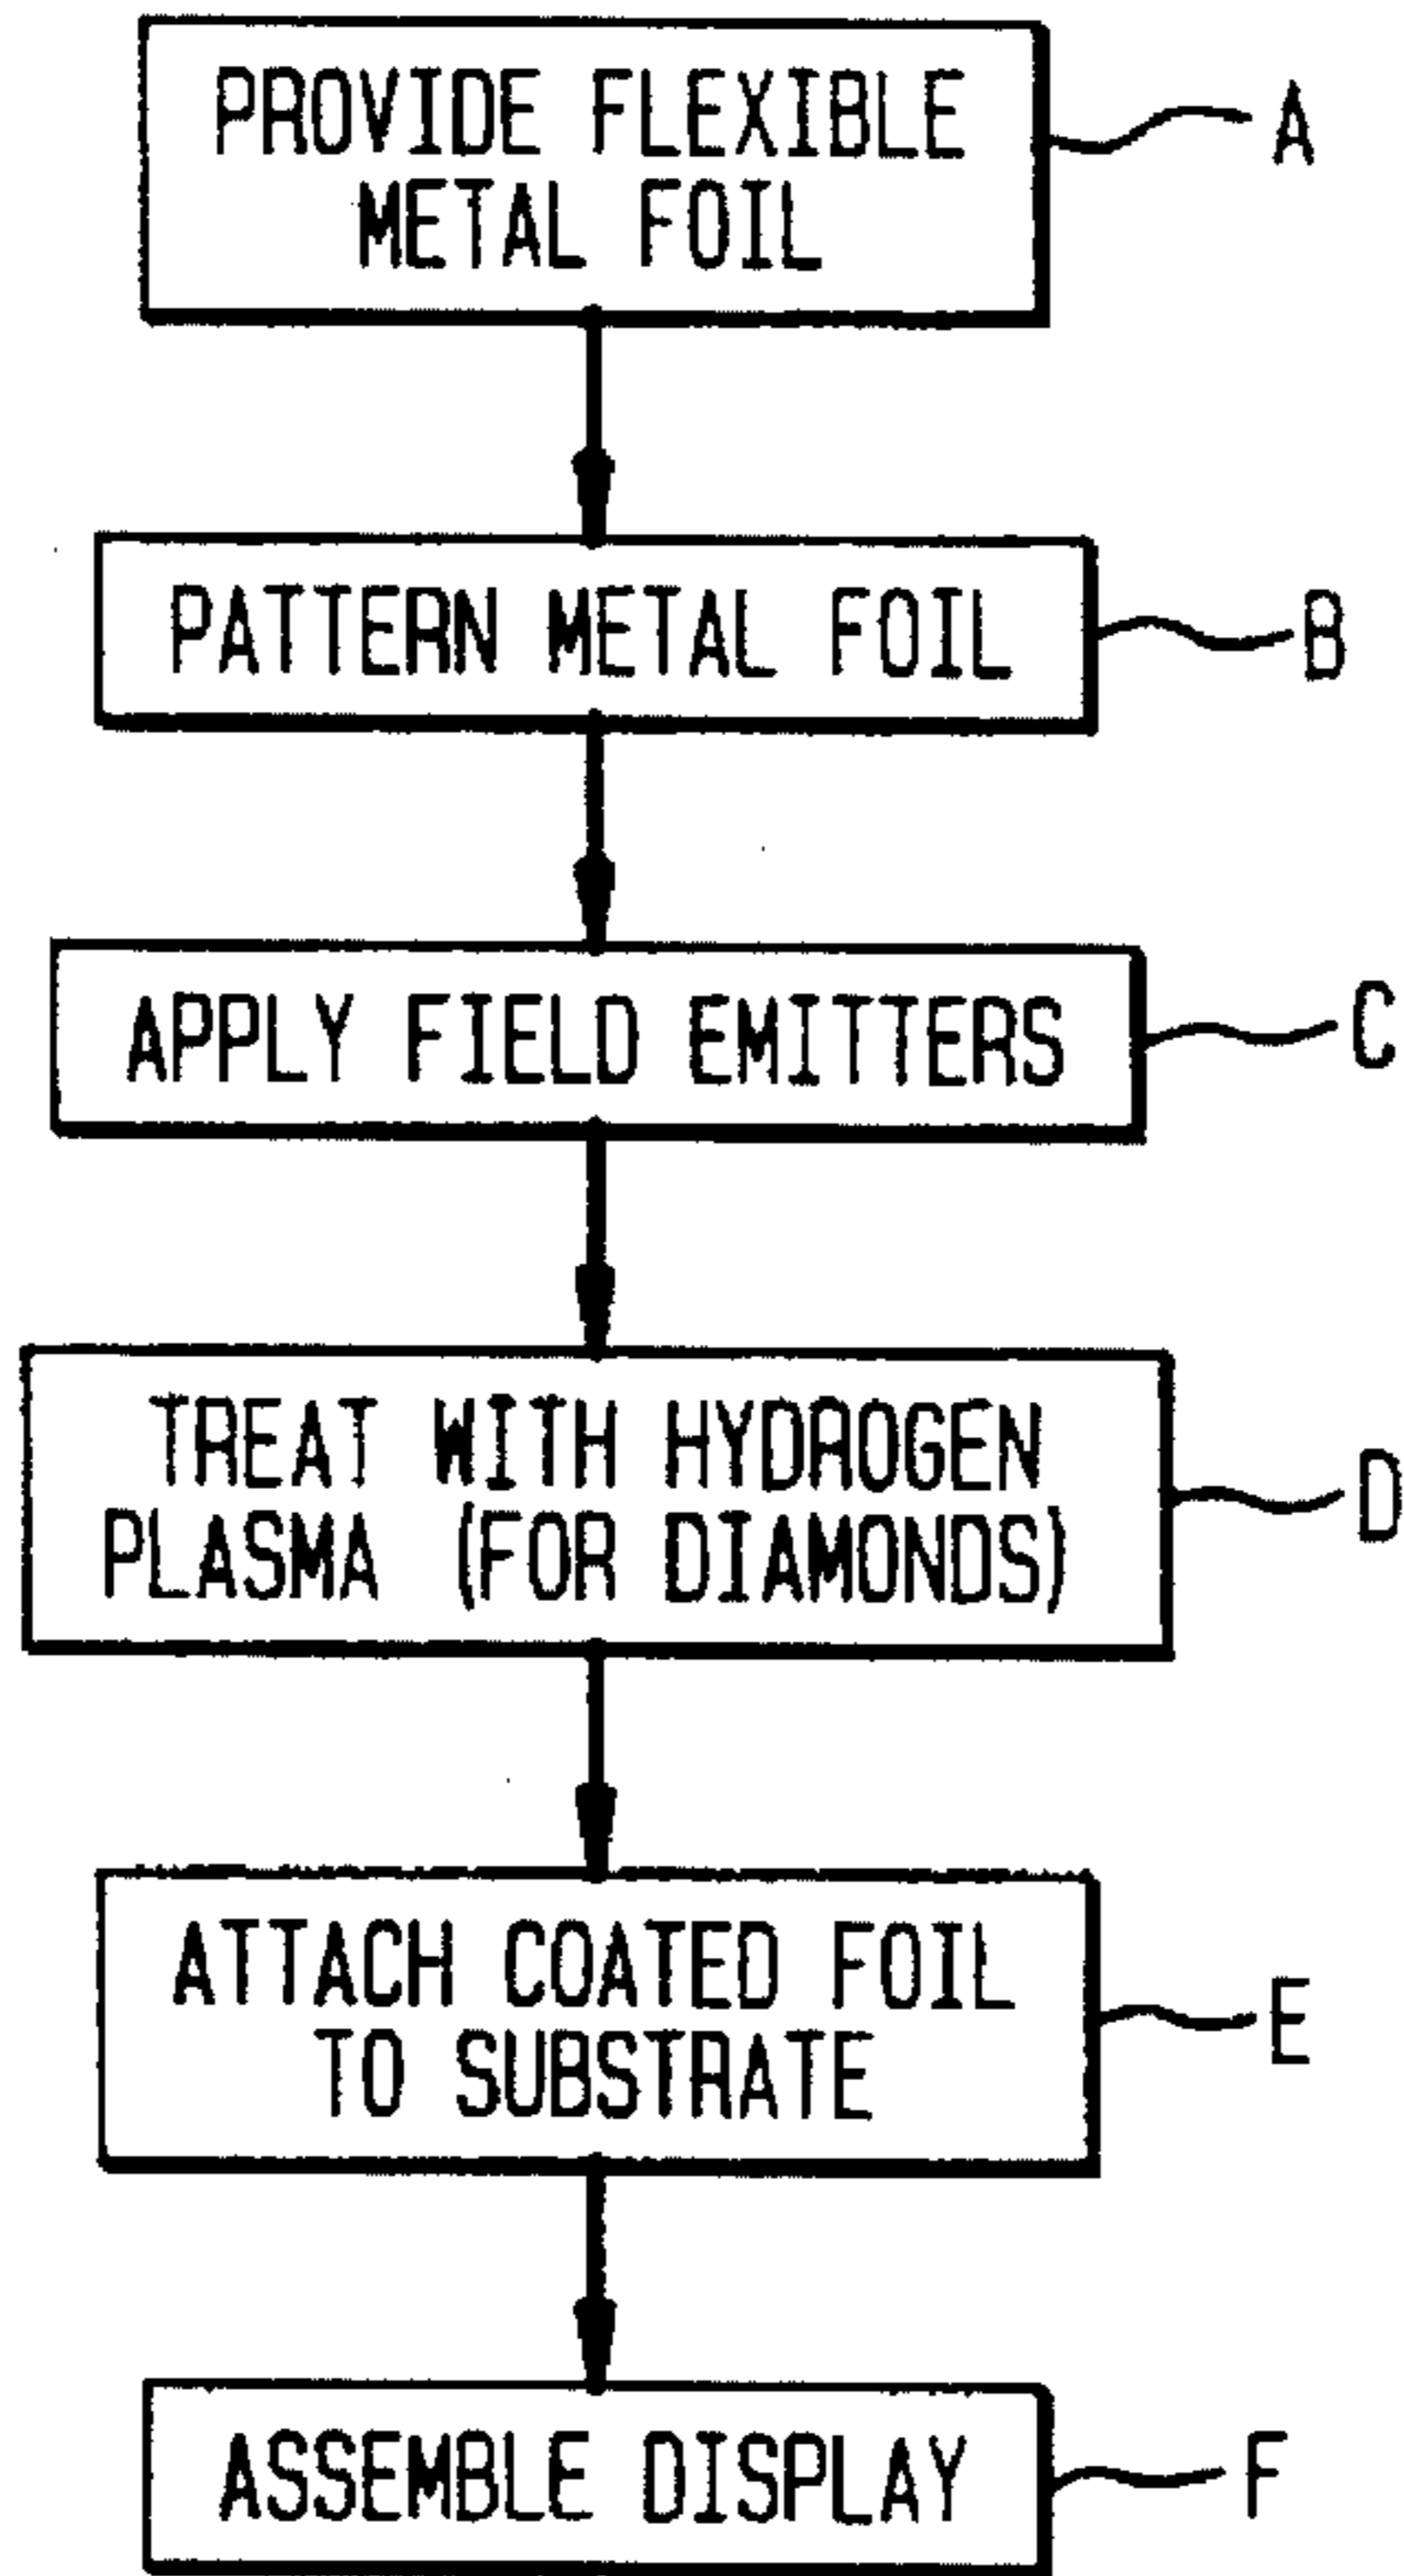 PROVIDE FLEXIBLE
METAL FOIL
A
PATTERN METAL FOIL
B
APPLY FIELD EMITTERS
C
TREAT WITH HYDROGEN
PLASMA (FOR DIAMONDS)
D
ATTACH COATED FOIL
TO SUBSTRATE
E
ASSEMBLE DISPLAY
F